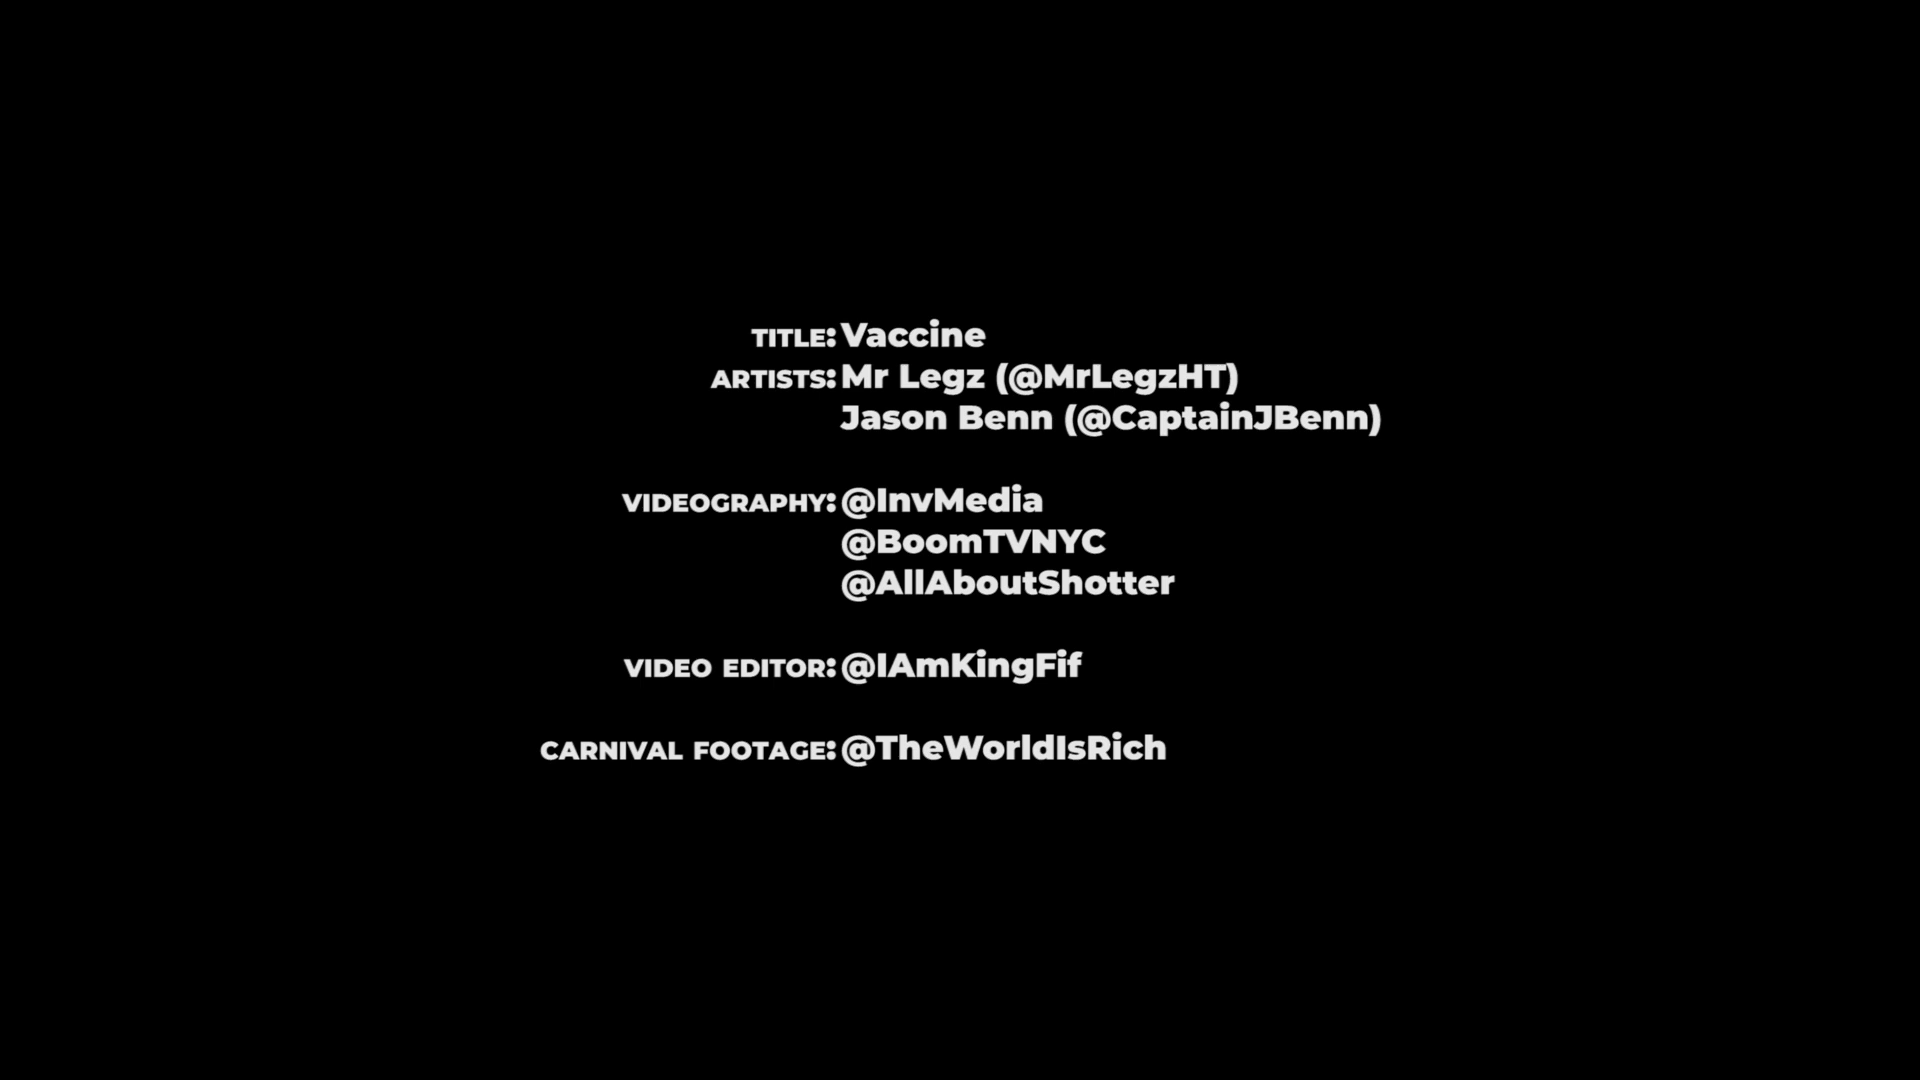 TITLE: Vaccine
ARTISTS: Mr Legz (@MrLegzHT)
Jason Benn (@CaptainJBenn)
VIDEOGRAPHY: @InvMedia
@BoomTVNYC
@AllAboutShotter
VIDEO EDITOR: @IAmKingFif
CARNIVAL FOOTAGE: @TheWorldIsRich